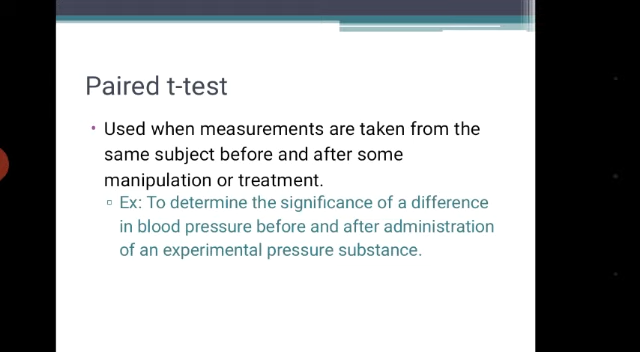 Paired t-test
• Used when measurements are taken from the
same subject before and after some
manipulation or treatment.
▫ Ex: To determine the significance of a difference
in blood pressure before and after administration
of an experimental pressure substance.